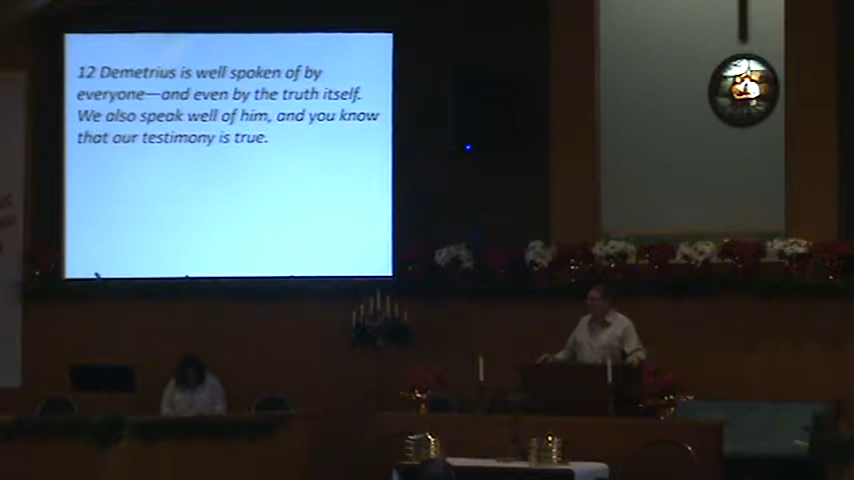 12 Demetrius is well spoken of by
everyone—and even by the truth itself.
We also speak well of him, and you know
that our testimony is true.